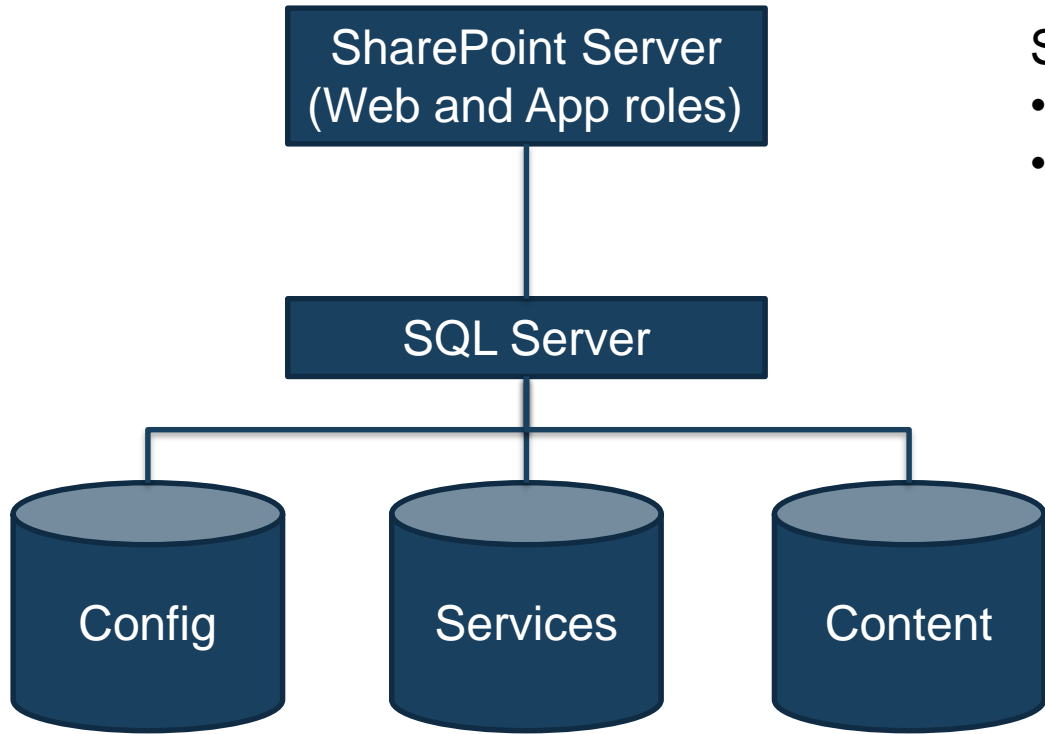 SharePoint Server
(Web and App roles)
S
•
•
SQL Server
Config
Services
Content